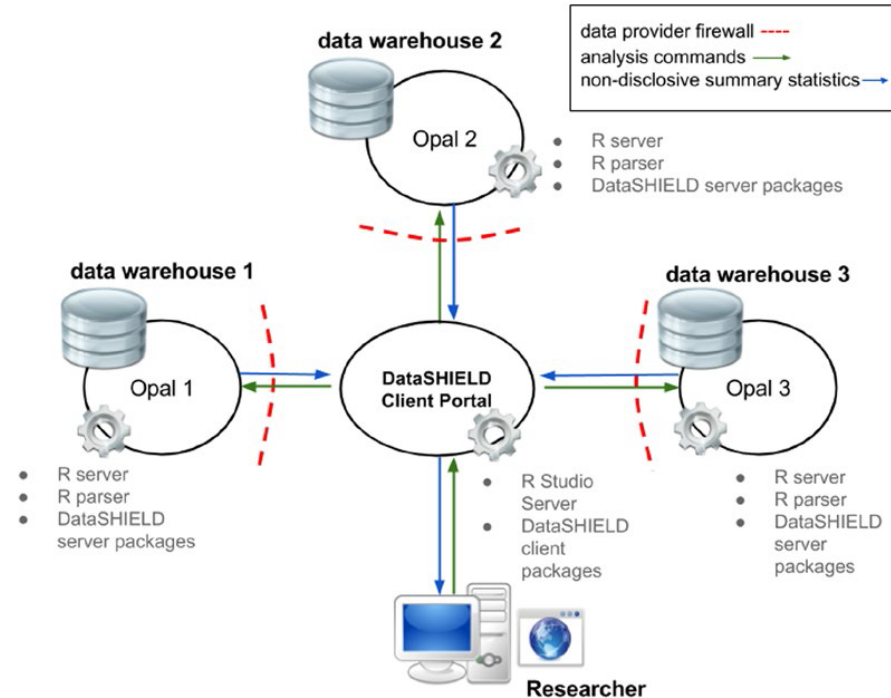 data provider firewall
analysis commands
non-disclosive summary statistics
data warehouse 2
Opal 2
● R server
● R parser
● DataSHIELD server packages
data warehouse 1
Opal 1
● R server
● R parser
● DataSHIELD
server packages
DataSHIELD
Client Portal
● R Studio
Server
● DataSHIELD
client
packages
data warehouse 3
Opal 3
● R server
● R parser
● DataSHIELD
server
packages
Researcher